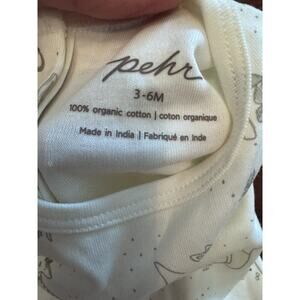 pehr
3-6M
100% organic cotton | coton organique
Made in India | Fabriqué en Inde